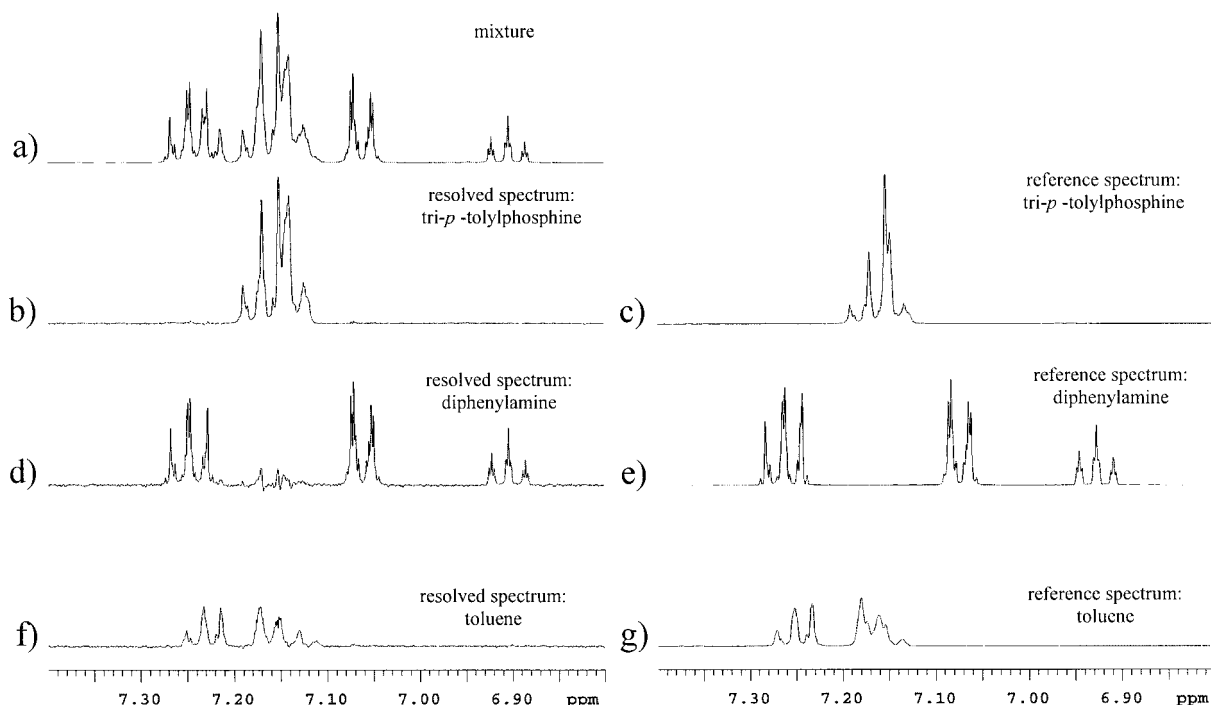 mixture
a)
resolved spectrum:
tri-p -tolylphosphine
b)
reference spectrum:
tri-p -tolylphosphine
c)
resolved spectrum:
diphenylamine
d)
reference spectrum:
diphenylamine
e)
resolved spectrum:
toluene
f)
reference spectrum:
toluene
g)
7.30 7.20 7.10 7.00 6.90 ppm
7.30 7.20 7.10 7.00 6.90 ppm